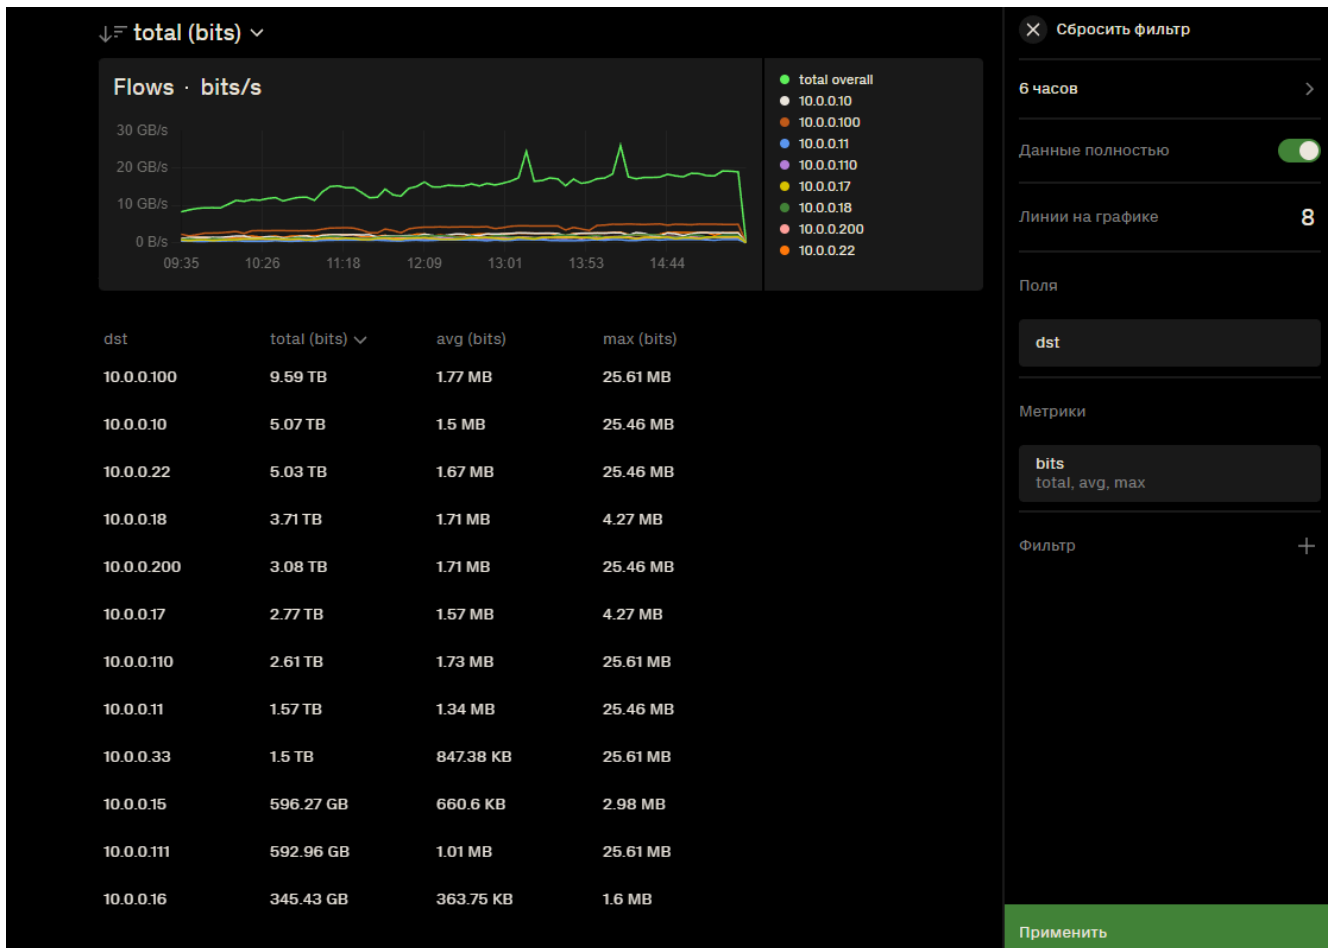 total (bits)
Flows · bits/s
30 GB/s
20 GB/s
10 GB/s
0 B/s
09:35 10:26 11:18 12:09 13:01 13:53 14:44
total overall
10.0.0.10
10.0.0.100
10.0.0.11
10.0.0.110
10.0.0.17
10.0.0.18
10.0.0.200
10.0.0.22
dst total (bits) avg (bits) max (bits)
10.0.0.100 9.59 TB 1.77 MB 25.61 MB
10.0.0.10 5.07 TB 1.5 MB 25.46 MB
10.0.0.22 5.03 TB 1.67 MB 25.46 MB
10.0.0.18 3.71 TB 1.71 MB 4.27 MB
10.0.0.200 3.08 TB 1.71 MB 25.46 MB
10.0.0.17 2.77 TB 1.57 MB 4.27 MB
10.0.0.110 2.61 TB 1.73 MB 25.61 MB
10.0.0.11 1.57 TB 1.34 MB 25.46 MB
10.0.0.33 1.5 TB 847.38 KB 25.61 MB
10.0.0.15 596.27 GB 660.6 KB 2.98 MB
10.0.0.111 592.96 GB 1.01 MB 25.61 MB
10.0.0.16 345.43 GB 363.75 KB 1.6 MB
Сбросить фильтр
6 часов
Данные полностью
Линии на графике 8
Поля
dst
Метрики
bits
total, avg, max
Фильтр
Применить